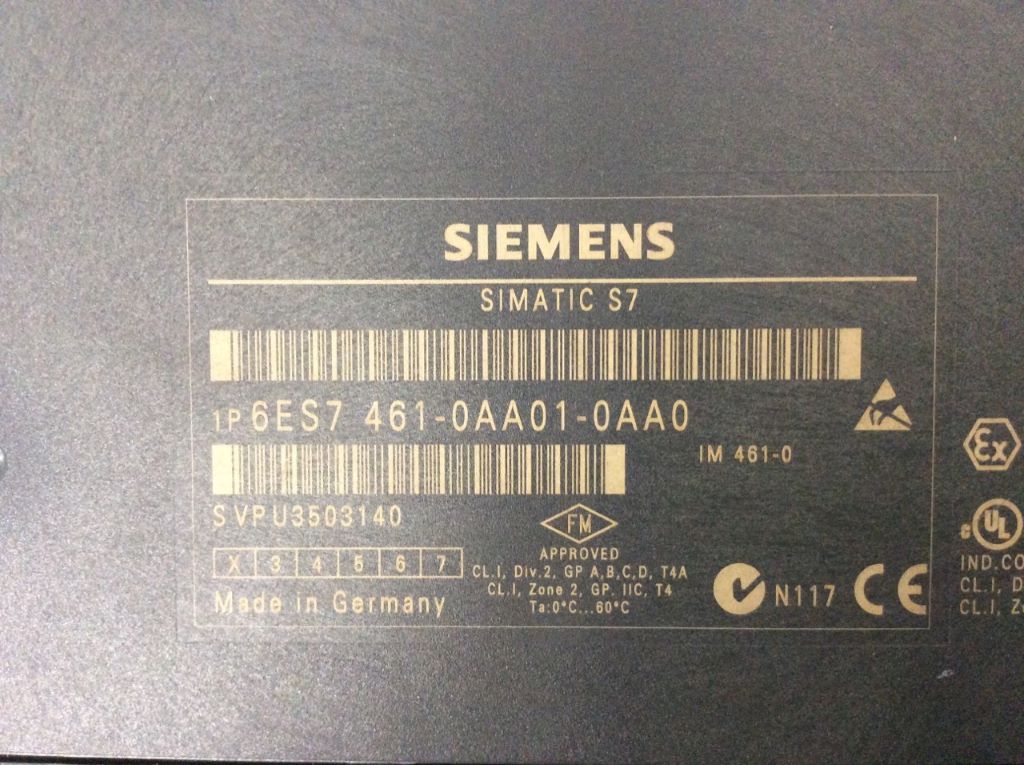 SIEMENS
SIMATIC S7
1P 6ES7 461-0AA01-0AA0
IM 461-0
S VPU3503140
X 3 4 5 6 7
Made in Germany
FM
APPROVED
CL.I, Div.2, GP A,B,C,D, T4A
CL.I, Zone 2, GP. IIC, T4
Ta:0°C...60°C
N117
CE
Ex
c UL
IND.CO
CL.I, D
CL.I, Z